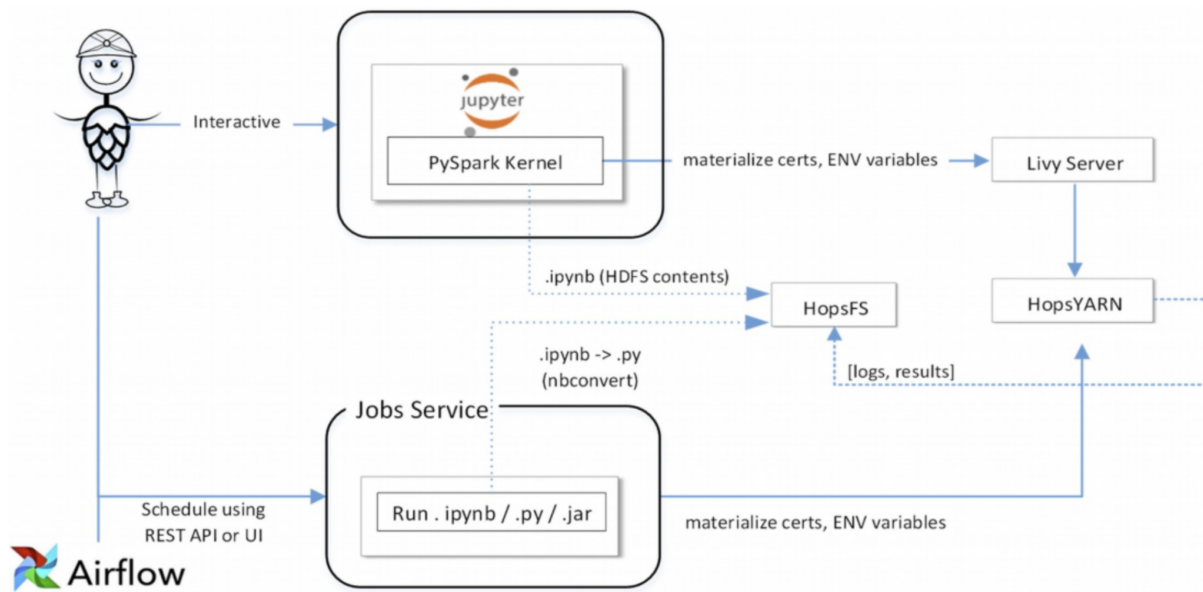 jupyter
Interactive
PySpark Kernel
materialize certs, ENV variables
Livy Server
.ipynb (HDFS contents)
HopsFS
HopsYARN
.ipynb -> .py
(nbconvert)
[logs, results]
Jobs Service
Run . ipynb / .py / .jar
Schedule using
REST API or UI
materialize certs, ENV variables
Airflow